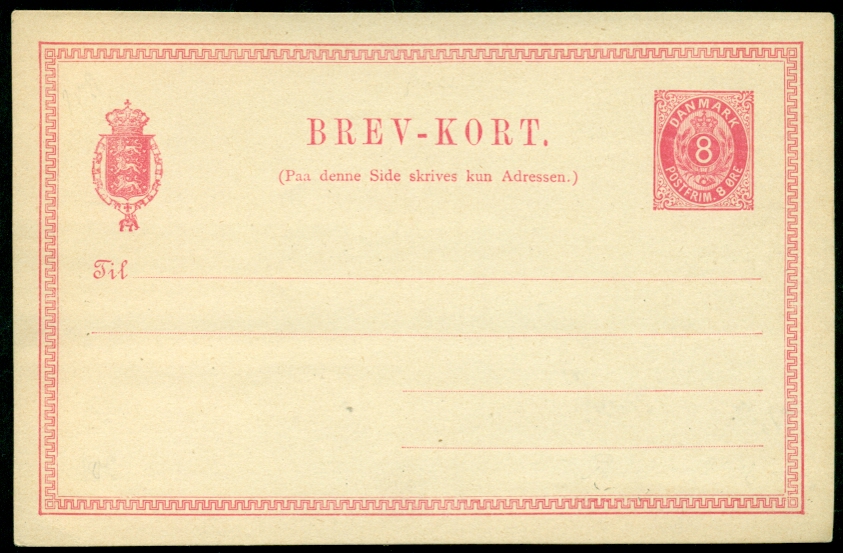 BREV-KORT.
(Paa denne Side skrives kun Adressen.)
DANMARK
8
POSTFRIM. 8 ØRE
Til